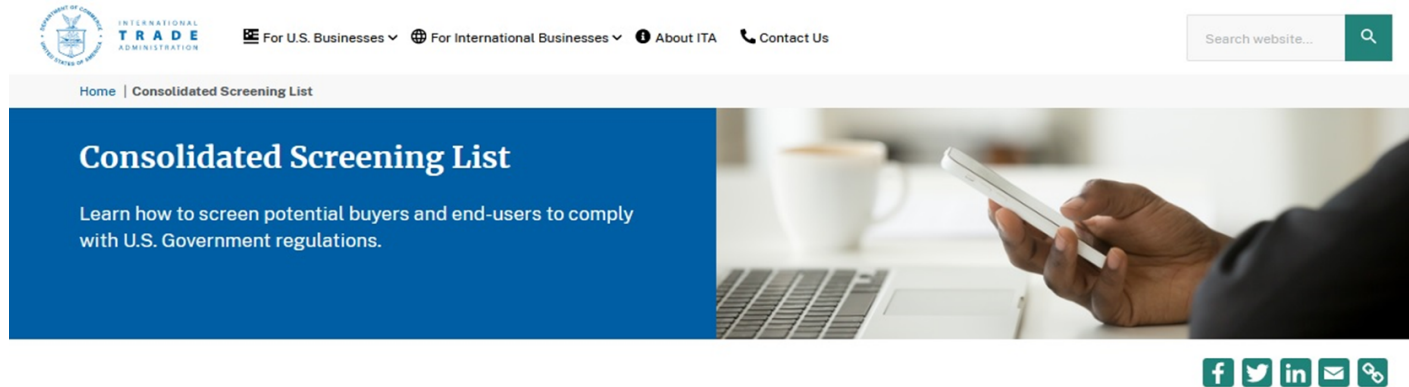 INTERNATIONAL
TRADE
ADMINISTRATION
For U.S. Businesses
For International Businesses
About ITA
Contact Us
Search website...
Home | Consolidated Screening List
Consolidated Screening List
Learn how to screen potential buyers and end-users to comply
with U.S. Government regulations.